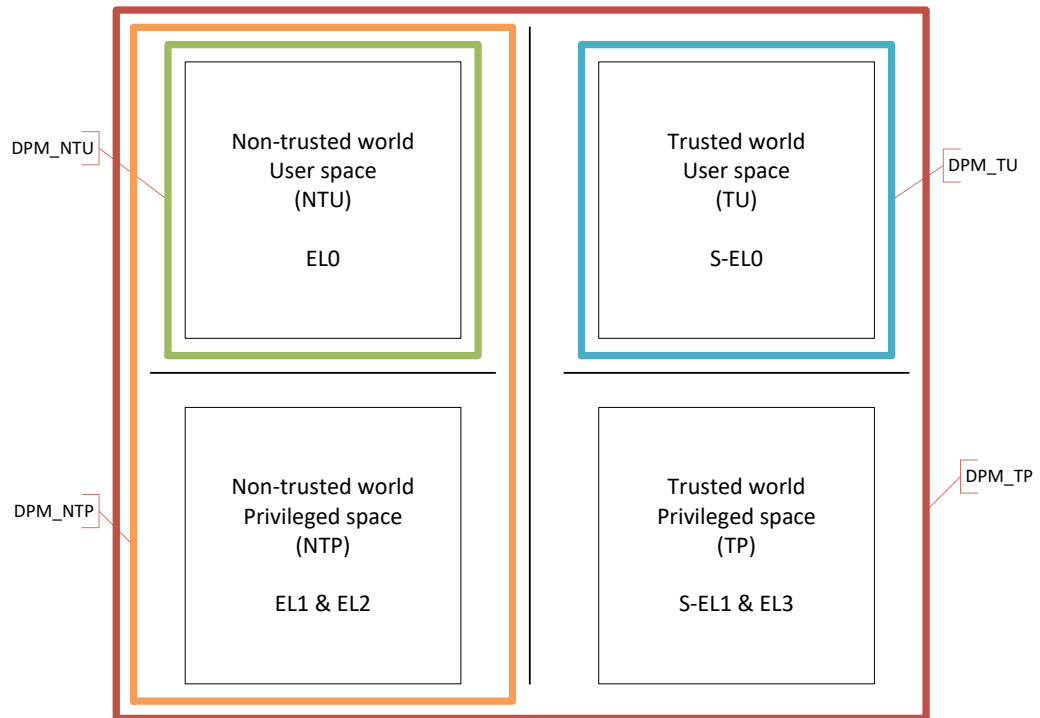 DPM_NTU
Non-trusted world
User space
(NTU)
EL0
Trusted world
User space
(TU)
S-EL0
DPM_TU
DPM_NTP
Non-trusted world
Privileged space
(NTP)
EL1 & EL2
Trusted world
Privileged space
(TP)
S-EL1 & EL3
DPM_TP